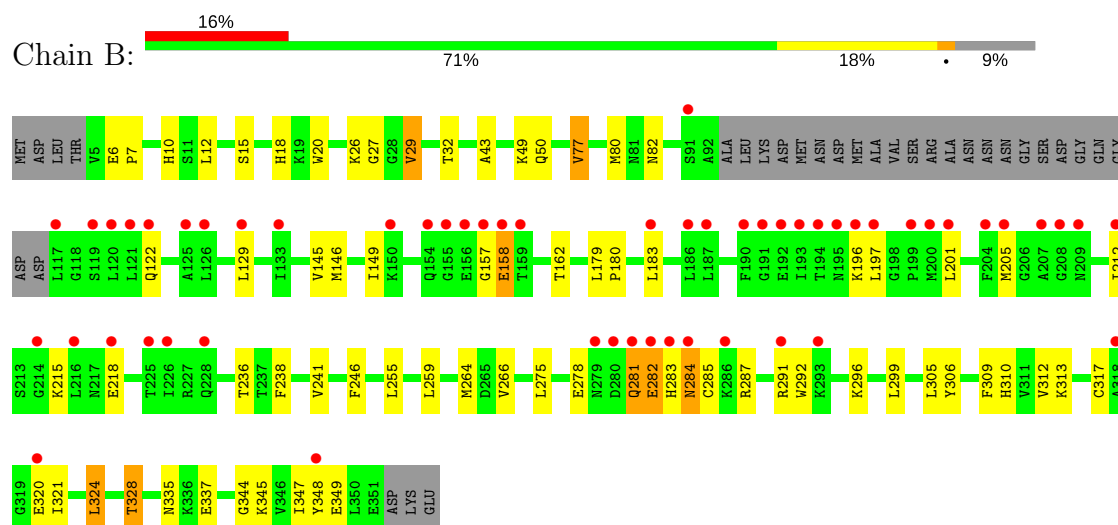 16%
Chain B:
71% 18% • 9%
MET ASP LEU THR V5 E6 P7 H10 S11 L12 S15 H18 K19 W20 K26 G27 G28 V29 T32 A43 K49 Q50 V77 M80 N81 N82 S91 A92 ALA LEU LYS ASP MET ASN ASP MET ALA VAL SER ARG ALA ASN ASN ASN GLY SER ASP GLY GLN GLY
ASP ASP L117 G118 S119 L120 L121 Q122 A125 L126 L129 I133 V145 M146 I149 K150 Q154 G155 E156 G157 E158 T159 T162 L179 P180 L183 L186 L187 F190 G191 E192 I193 T194 N195 K196 L197 G198 P199 M200 L201 F204 M205 G206 A207 G208 N209 I212
S213 G214 K215 L216 N217 E218 T225 I226 R227 Q228 T236 T237 F238 V241 F246 L255 L259 M264 D265 V266 L275 E278 N279 D280 Q281 E282 H283 N284 C285 K286 R287 R291 W292 K293 K296 L299 L305 Y306 F309 H310 V311 V312 K313 C317 A318
G319 E320 I321 L324 T328 N335 K336 E337 G344 K345 V346 I347 Y348 E349 L350 E351 ASP LYS GLU